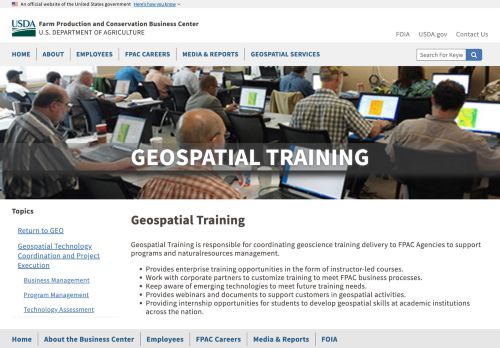 An official website of the United States government Here's how you know
USDA Farm Production and Conservation Business Center
U.S. DEPARTMENT OF AGRICULTURE
FOIA USDA.gov Contact Us
HOME ABOUT EMPLOYEES FPAC CAREERS MEDIA & REPORTS GEOSPATIAL SERVICES
Search For Keyw
GEOSPATIAL TRAINING
Topics
Return to GEO
Geospatial Technology
Coordination and Project
Execution
Business Management
Program Management
Technology Assessment
Geospatial Training
Geospatial Training is responsible for coordinating geoscience training delivery to FPAC Agencies to support
programs and naturalresources management.
Provides enterprise training opportunities in the form of instructor-led courses.
Work with corporate partners to customize training to meet FPAC business processes.
Keep aware of emerging technologies to meet future training needs.
Provides webinars and documents to support customers in geospatial activities.
Providing internship opportunities for students to develop geospatial skills at academic institutions
across the nation.
Home About the Business Center Employees FPAC Careers Media & Reports FOIA